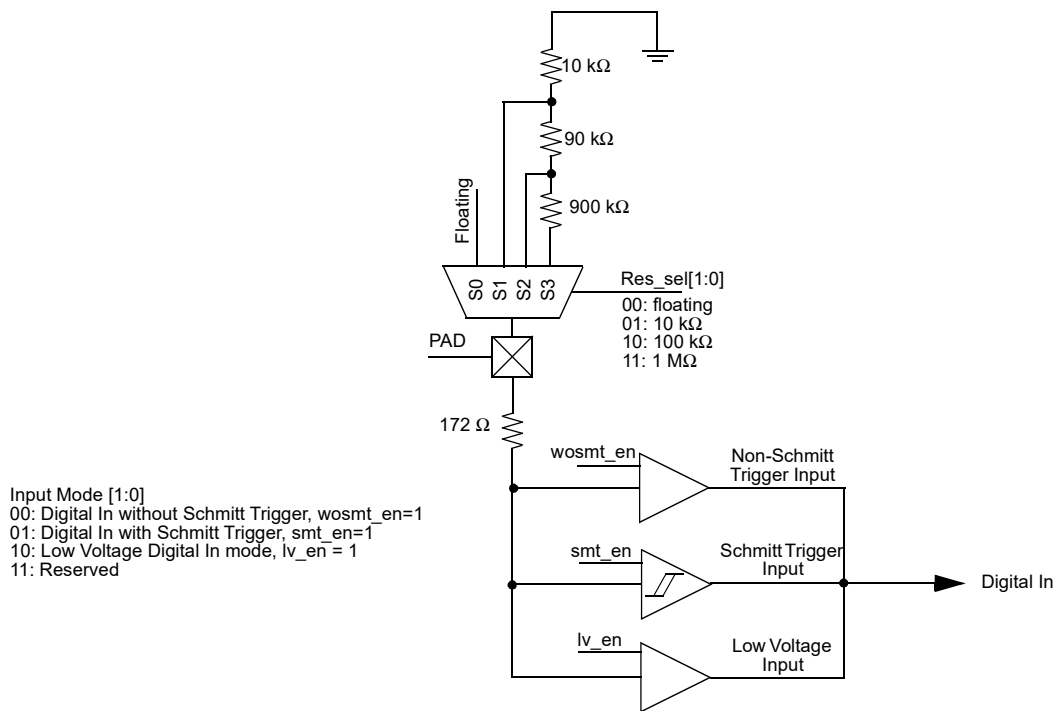 10 kΩ
90 kΩ
900 kΩ
Floating
S0
S1
S2
S3
Res_sel[1:0]
00: floating
01: 10 kΩ
10: 100 kΩ
11: 1 MΩ
PAD
172 Ω
wosmt_en
Non-Schmitt
Trigger Input
Input Mode [1:0]
00: Digital In without Schmitt Trigger, wosmt_en=1
01: Digital In with Schmitt Trigger, smt_en=1
10: Low Voltage Digital In mode, lv_en = 1
11: Reserved
smt_en
Schmitt Trigger
Input
Digital In
lv_en
Low Voltage
Input